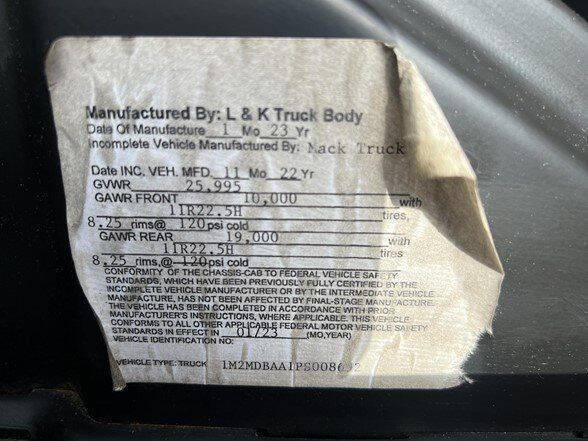 Manufactured By: L & K Truck Body
Date Of Manufacture 1 Mo 23 Yr
Incomplete Vehicle Manufactured By: Mack Truck
Date INC. VEH. MFD. 11 Mo 22 Yr
GVWR 25,995
GAWR FRONT 10,000 with
11R22.5H tires,
8.25 rims,@ 120 psi cold
GAWR REAR 19,000 with
11R22.5H tires
8.25 rims,@ 120 psi cold
CONFORMITY OF THE CHASSIS-CAB TO FEDERAL VEHICLE SAFETY
STANDARDS, WHICH HAVE BEEN PREVIOUSLY FULLY CERTIFIED BY THE
INCOMPLETE VEHICLE MANUFACTURER OR BY THE INTERMEDIATE VEHICLE
MANUFACTURE, HAS NOT BEEN AFFECTED BY FINAL-STAGE MANUFACTURE.
THE VEHICLE HAS BEEN COMPLETED IN ACCORDANCE WITH PRIOR
MANUFACTURER'S INSTRUCTIONS, WHERE APPLICABLE. THIS VEHICLE
CONFORMS TO ALL OTHER APPLICABLE FEDERAL MOTOR VEHICLE SAFETY
STANDARDS IN EFFECT IN 01/23 (MO,YEAR)
VEHICLE IDENTIFICATION NO:
VEHICLE TYPE: TRUCK